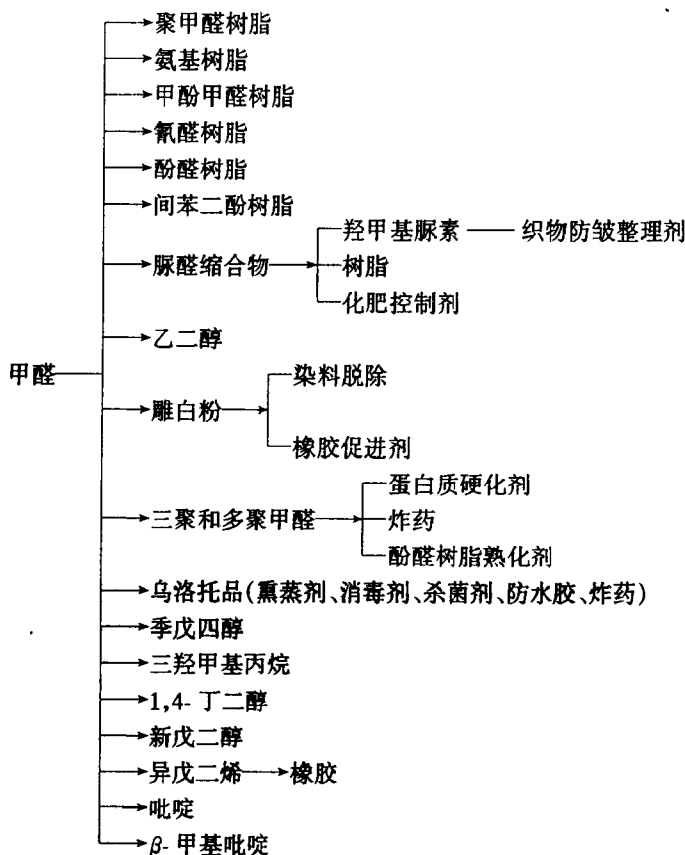 聚甲醛树脂
氨基树脂
甲酚甲醛树脂
氰醛树脂
酚醛树脂
间苯二酚树脂
羟甲基脲素 织物防皱整理剂
脲醛缩合物 树脂
化肥控制剂
乙二醇
甲醛
染料脱除
雕白粉
橡胶促进剂
蛋白质硬化剂
三聚和多聚甲醛 炸药
酚醛树脂熟化剂
乌洛托品(熏蒸剂、消毒剂、杀菌剂、防水胶、炸药)
季戊四醇
三羟甲基丙烷
1,4-丁二醇
新戊二醇
异戊二烯 橡胶
吡啶
β-甲基吡啶